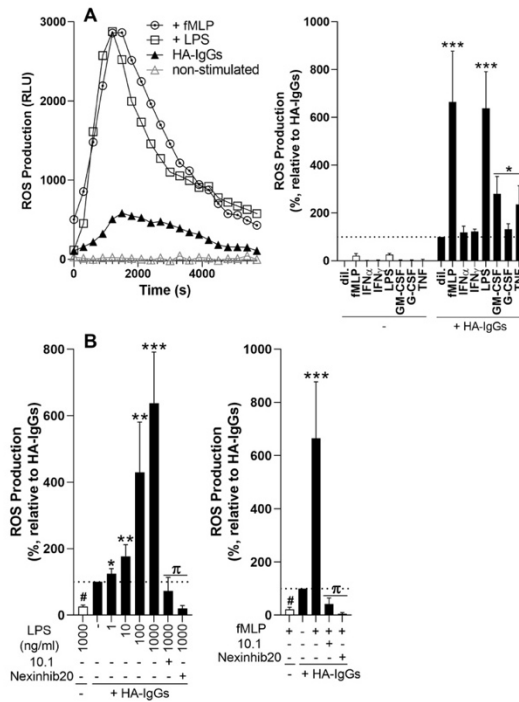 A
+ fMLP
+ LPS
HA-IgGs
non-stimulated
ROS Production (RLU)
3000
2000
1000
0
0 2000 4000
Time (s)
ROS Production
(%, relative to HA-IgGs)
1000
800
600
400
200
100
0
***
***
*
dil.
fMLP
IFNα
IFNγ
LPS
GM-CSF
G-CSF
TNF
dil.
fMLP
IFNα
IFNγ
LPS
GM-CSF
G-CSF
TNF
-
+ HA-IgGs
B
ROS Production
(%, relative to HA-IgGs)
800
600
400
200
100
0
#
*
**
**
***
π
LPS
(ng/ml)
1000 - 1 10 100 1000 1000 1000
10.1 - - - - - - + -
Nexinhib20 - - - - - - - +
- + HA-IgGs
ROS Production
(%, relative to HA-IgGs)
1000
800
600
400
200
100
0
#
***
π
fMLP + - + + +
10.1 - - - + -
Nexinhib20 - - - - +
- + HA-IgGs